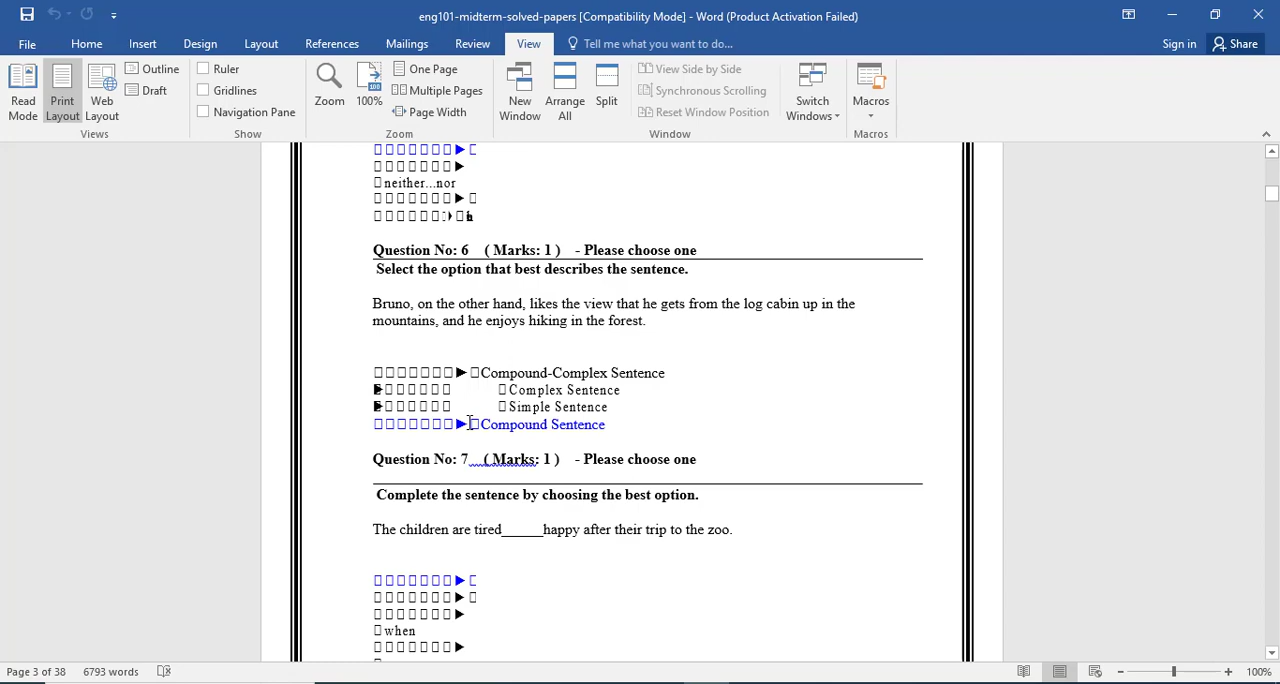 eng101-midterm-solved-papers [Compatibility Mode] - Word (Product Activation Failed)
File Home Insert Design Layout References Mailings Review View Tell me what you want to do... Sign in Share
Read Mode
Print Layout
Web Layout
Outline
Draft
Views
Ruler
Gridlines
Navigation Pane
Show
Zoom
100%
One Page
Multiple Pages
Page Width
Zoom
New Window
Arrange All
Split
View Side by Side
Synchronous Scrolling
Reset Window Position
Window
Switch Windows
Macros
Macros
neither...nor
Question No: 6 ( Marks: 1 ) - Please choose one
Select the option that best describes the sentence.
Bruno, on the other hand, likes the view that he gets from the log cabin up in the
mountains, and he enjoys hiking in the forest.
Compound-Complex Sentence
Complex Sentence
Simple Sentence
Compound Sentence
Question No: 7 ( Marks: 1 ) - Please choose one
Complete the sentence by choosing the best option.
The children are tired______happy after their trip to the zoo.
when
Page 3 of 38 6793 words 100%